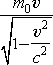 m₀v
√(1 − v²/c²)